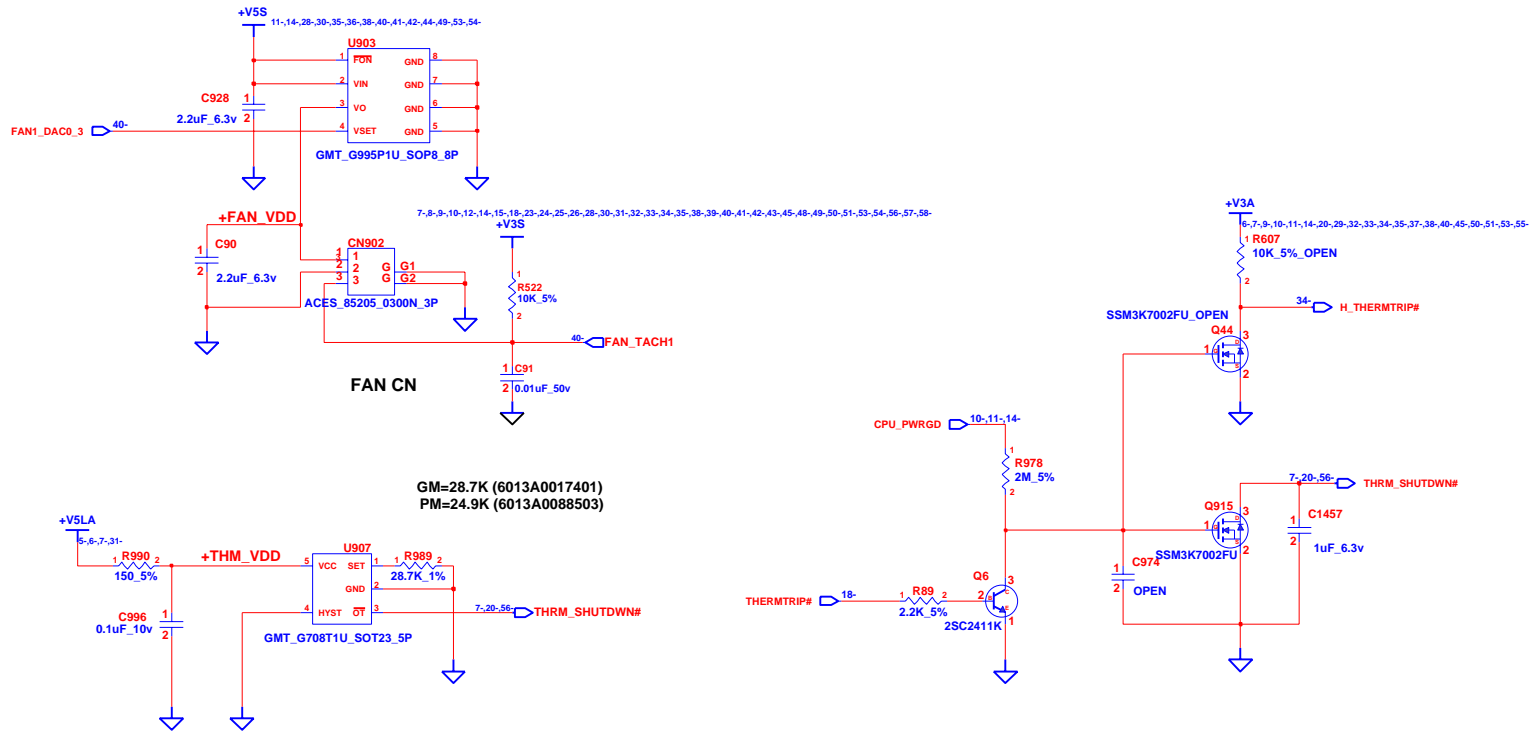 +V5S
11-,14-,28-,30-,35-,36-,38-,40-,41-,42-,44-,49-,53-,54-
U903
1 FON GND 8
2 VIN GND 7
3 VO GND 6
4 VSET GND 5
GMT_G995P1U_SOP8_8P
C928
1
2
2.2uF_6.3v
FAN1_DAC0_3
40-
+FAN_VDD
C90
1
2
2.2uF_6.3v
CN902
1 1
2 2 G G1
3 3 G G2
ACES_85205_0300N_3P
7-,8-,9-,10-,12-,14-,15-,18-,23-,24-,25-,26-,28-,30-,31-,32-,33-,34-,35-,38-,39-,40-,41-,42-,43-,45-,48-,49-,50-,51-,53-,54-,56-,57-,58-
+V3S
1
R522
10K_5%
2
40-
FAN_TACH1
1 C91
2 0.01uF_50v
FAN CN
+V3A
6-,7-,9-,10-,11-,14-,20-,29-,32-,33-,34-,35-,37-,38-,40-,45-,50-,51-,53-,55-
1
R607
10K_5%_OPEN
2
34-
H_THERMTRIP#
SSM3K7002FU_OPEN
Q44
3
D
1 G
S
2
CPU_PWRGD
10-,11-,14-
1
R978
2M_5%
2
7-,20-,56-
THRM_SHUTDWN#
Q915
3
D
1 G
S
2
SSM3K7002FU
1 C1457
2
1uF_6.3v
1 C974
2 OPEN
THERMTRIP#
18-
1 R89 2
2.2K_5%
Q6
3
C
2 B
E
1
2SC2411K
GM=28.7K (6013A0017401)
PM=24.9K (6013A0088503)
+V5LA
5-,6-,7-,31-
1 R990 2
150_5%
+THM_VDD
C996
1
2
0.1uF_10v
U907
5 VCC SET 1
GND 2
4 HYST OT 3
GMT_G708T1U_SOT23_5P
1 R989 2
28.7K_1%
7-,20-,56-
THRM_SHUTDWN#